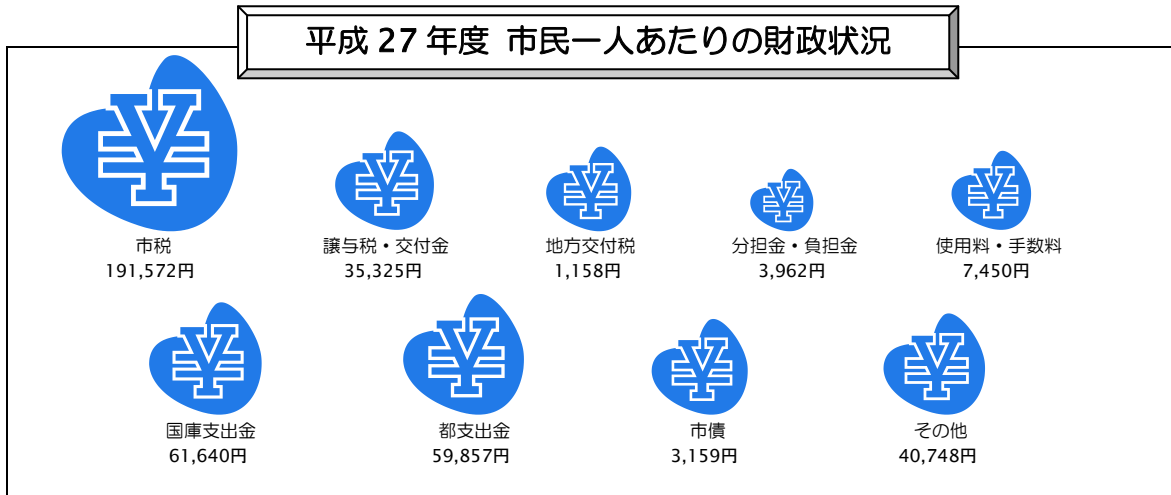 平成 27 年度 市民一人あたりの財政状況
市税
191,572円
譲与税・交付金
35,325円
地方交付税
1,158円
分担金・負担金
3,962円
使用料・手数料
7,450円
国庫支出金
61,640円
都支出金
59,857円
市債
3,159円
その他
40,748円